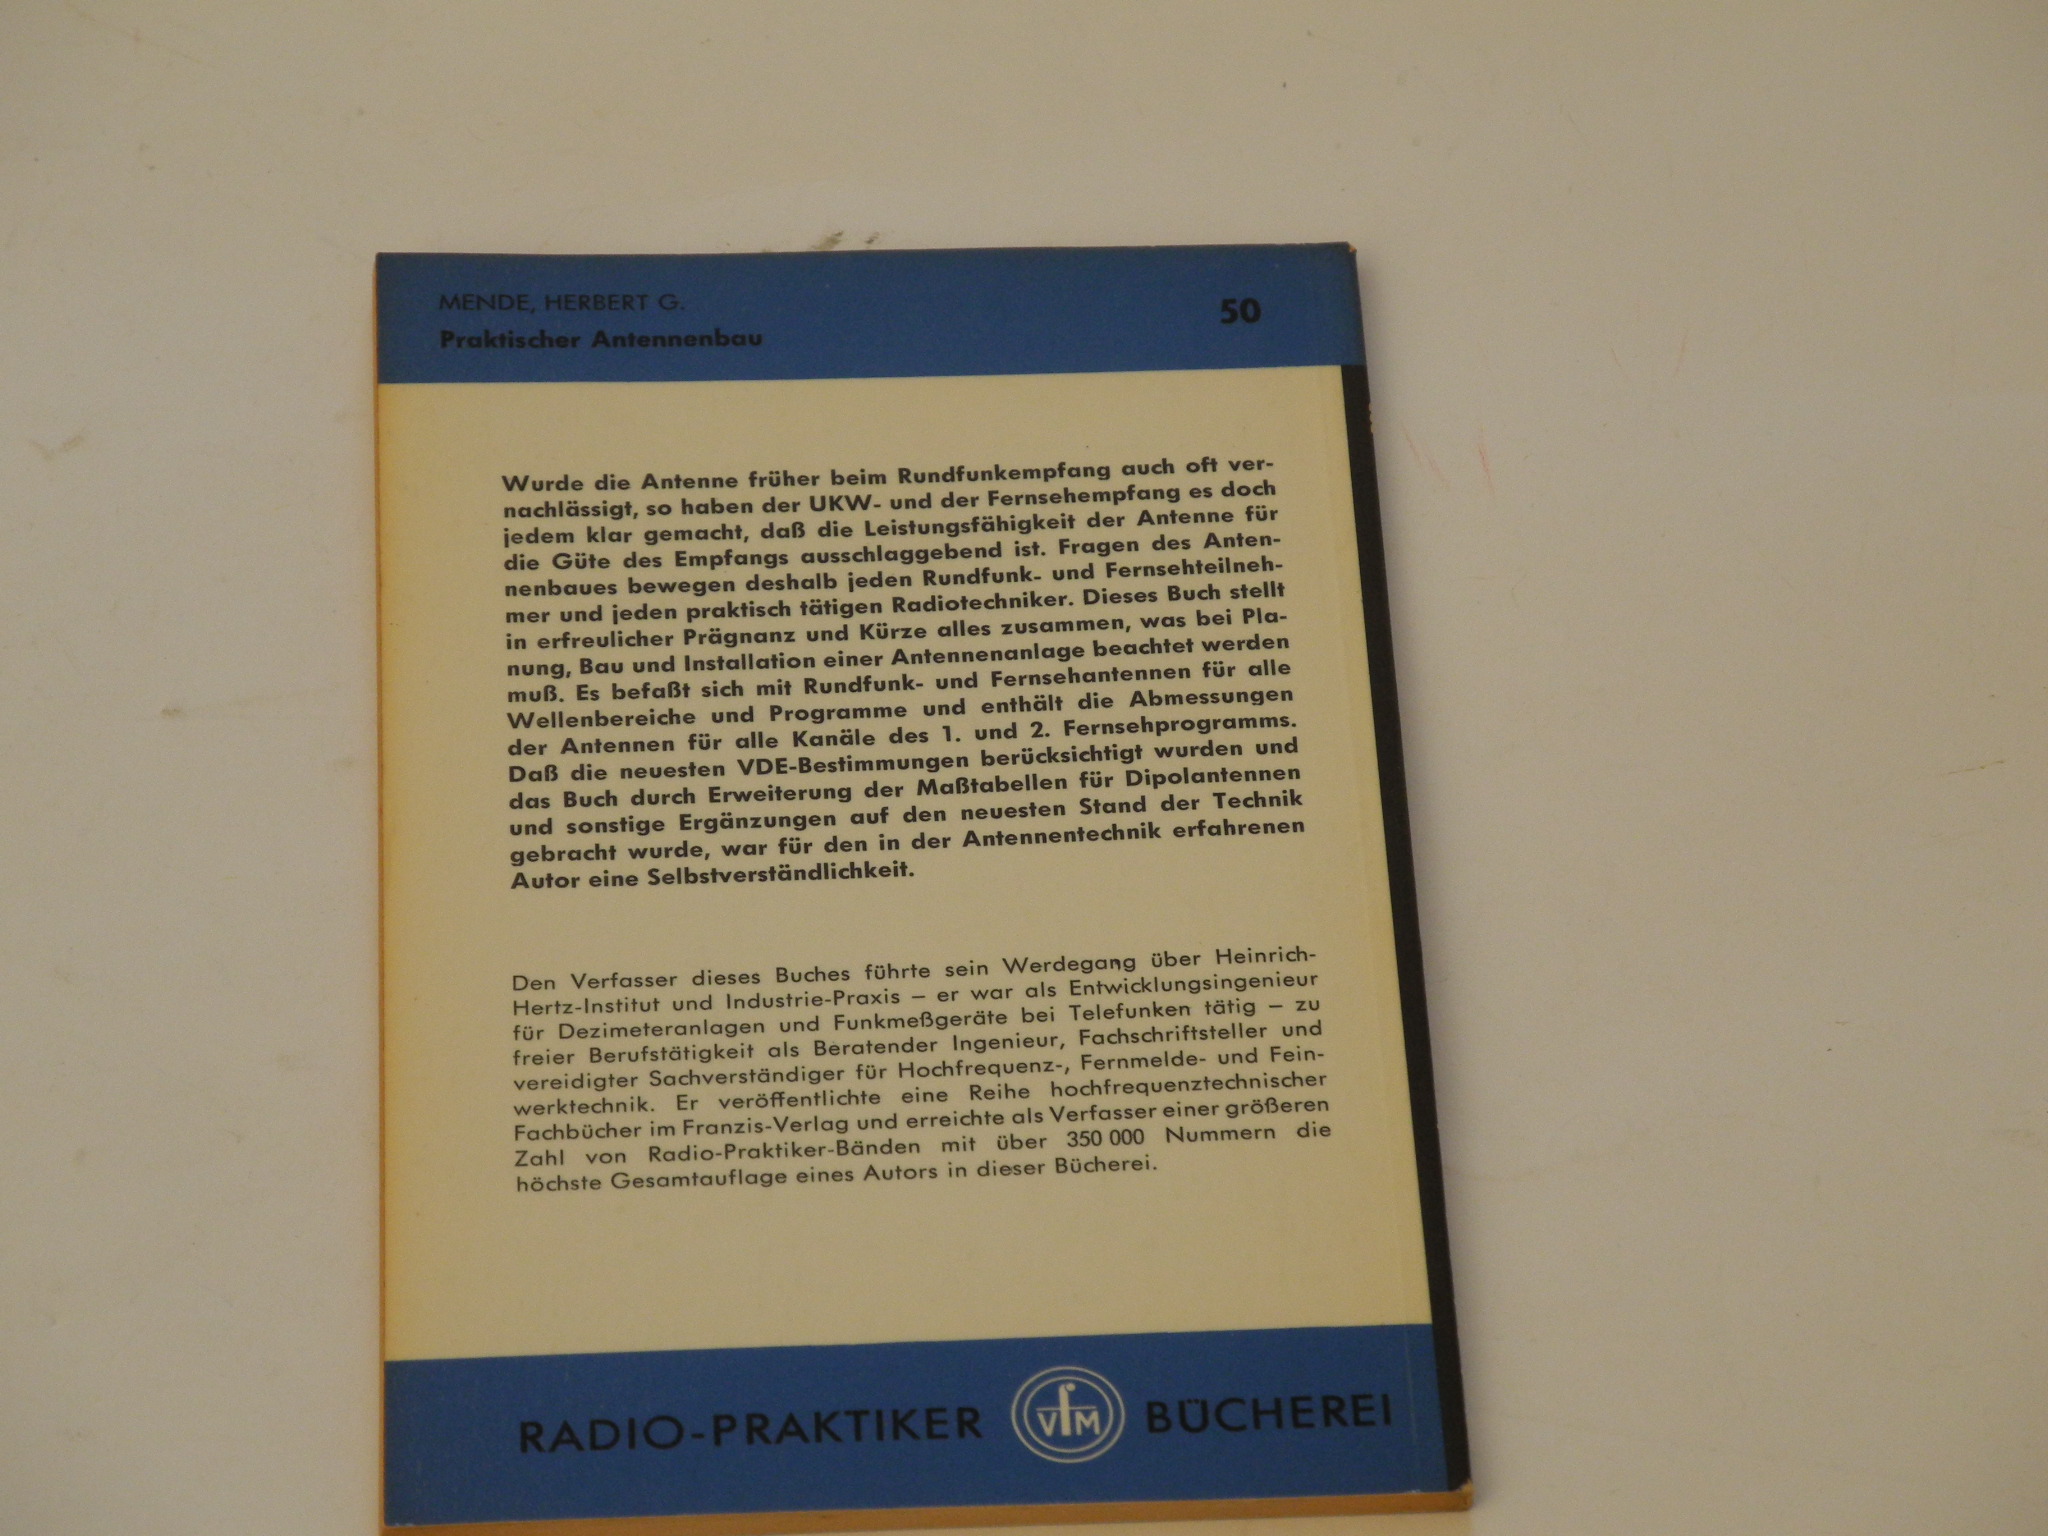 MENDE, HERBERT G.
Praktischer Antennenbau
50
Wurde die Antenne früher beim Rundfunkempfang auch oft ver-
nachlässigt, so haben der UKW- und der Fernsehempfang es doch
jedem klar gemacht, daß die Leistungsfähigkeit der Antenne für
die Güte des Empfangs ausschlaggebend ist. Fragen des Anten-
nenbaues bewegen deshalb jeden Rundfunk- und Fernsehteilneh-
mer und jeden praktisch tätigen Radiotechniker. Dieses Buch stellt
in erfreulicher Prägnanz und Kürze alles zusammen, was bei Pla-
nung, Bau und Installation einer Antennenanlage beachtet werden
muß. Es befaßt sich mit Rundfunk- und Fernsehantennen für alle
Wellenbereiche und Programme und enthält die Abmessungen
der Antennen für alle Kanäle des 1. und 2. Fernsehprogramms.
Daß die neuesten VDE-Bestimmungen berücksichtigt wurden und
das Buch durch Erweiterung der Maßtabellen für Dipolantennen
und sonstige Ergänzungen auf den neuesten Stand der Technik
gebracht wurde, war für den in der Antennentechnik erfahrenen
Autor eine Selbstverständlichkeit.
Den Verfasser dieses Buches führte sein Werdegang über Heinrich-
Hertz-Institut und Industrie-Praxis – er war als Entwicklungsingenieur
für Dezimeteranlagen und Funkmeßgeräte bei Telefunken tätig – zu
freier Berufstätigkeit als Beratender Ingenieur, Fachschriftsteller und
vereidigter Sachverständiger für Hochfrequenz-, Fernmelde- und Fein-
werktechnik. Er veröffentlichte eine Reihe hochfrequenztechnischer
Fachbücher im Franzis-Verlag und erreichte als Verfasser einer größeren
Zahl von Radio-Praktiker-Bänden mit über 350 000 Nummern die
höchste Gesamtauflage eines Autors in dieser Bücherei.
RADIO-PRAKTIKER VfM BÜCHEREI